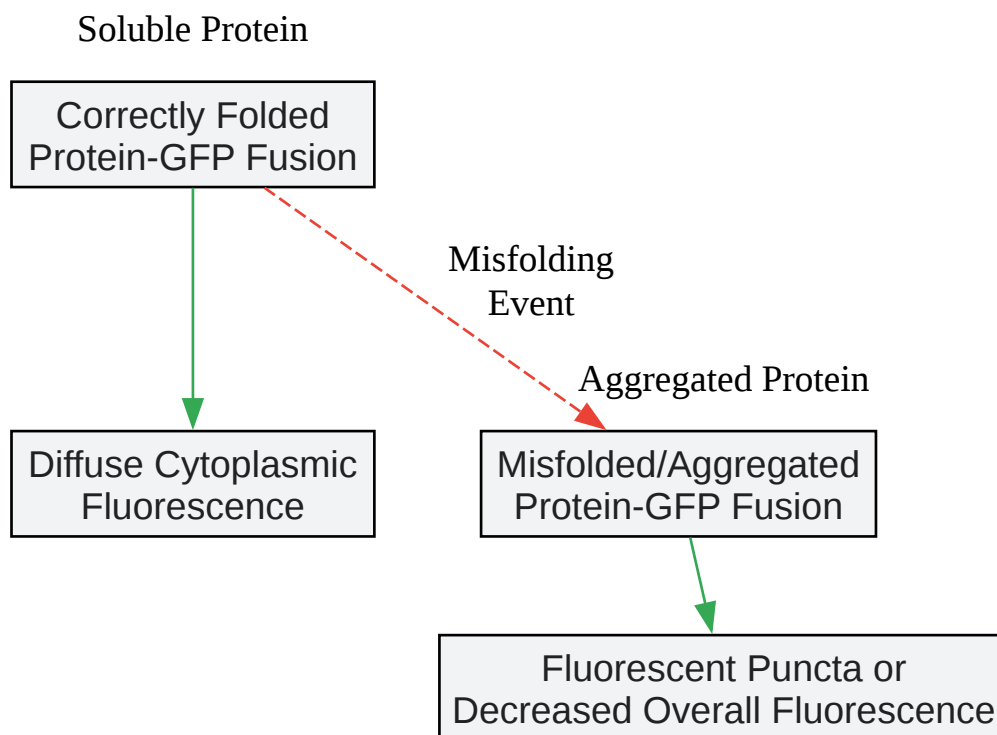 Soluble Protein
Correctly Folded
Protein-GFP Fusion
Misfolding
Event
Aggregated Protein
Diffuse Cytoplasmic
Fluorescence
Misfolded/Aggregated
Protein-GFP Fusion
Fluorescent Puncta or
Decreased Overall Fluorescence